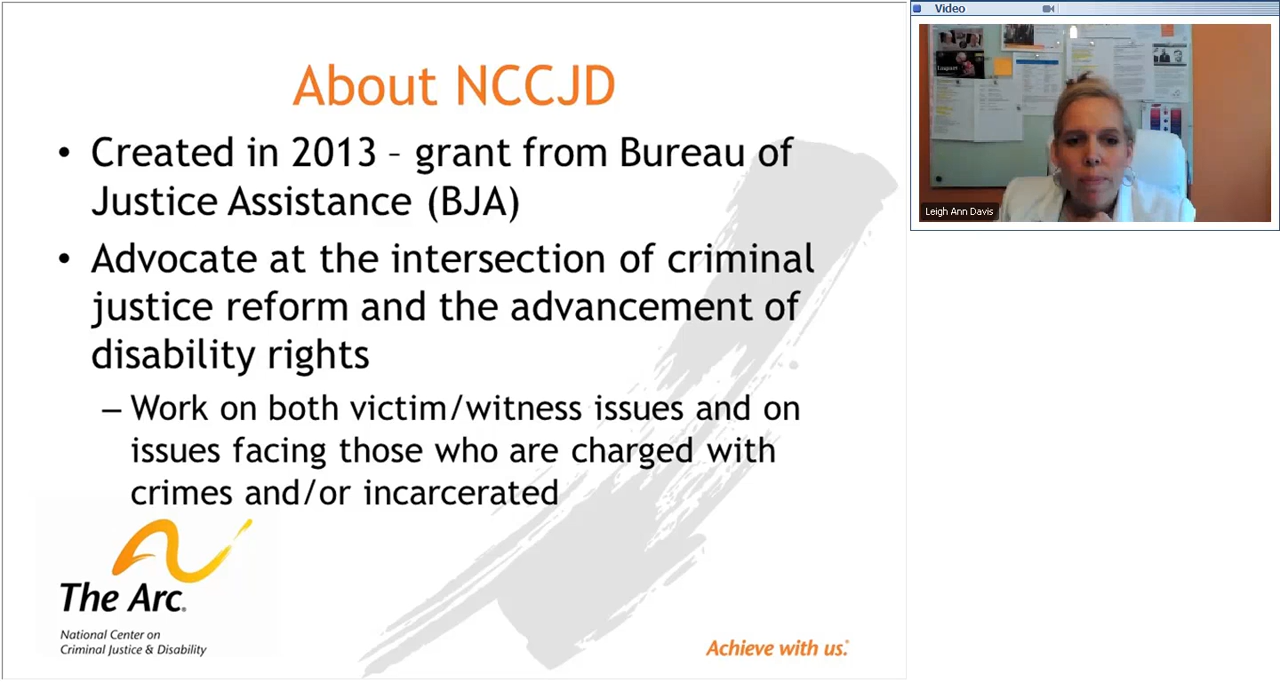 About NCCJD
• Created in 2013 – grant from Bureau of
Justice Assistance (BJA)
• Advocate at the intersection of criminal
justice reform and the advancement of
disability rights
– Work on both victim/witness issues and on
issues facing those who are charged with
crimes and/or incarcerated
The Arc®
National Center on
Criminal Justice & Disability
Achieve with us.®
Video
Leigh Ann Davis